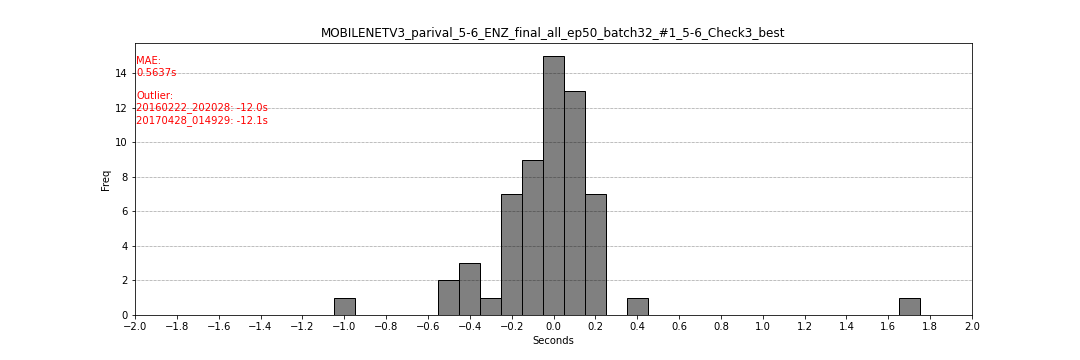 MOBILENETV3_parival_5-6_ENZ_final_all_ep50_batch32_#1_5-6_Check3_best
MAE:
0.5637s
Outlier:
20160222_202028: -12.0s
20170428_014929: -12.1s
Freq
14
12
10
8
6
4
2
0
−2.0 −1.8 −1.6 −1.4 −1.2 −1.0 −0.8 −0.6 −0.4 −0.2 0.0 0.2 0.4 0.6 0.8 1.0 1.2 1.4 1.6 1.8 2.0
Seconds